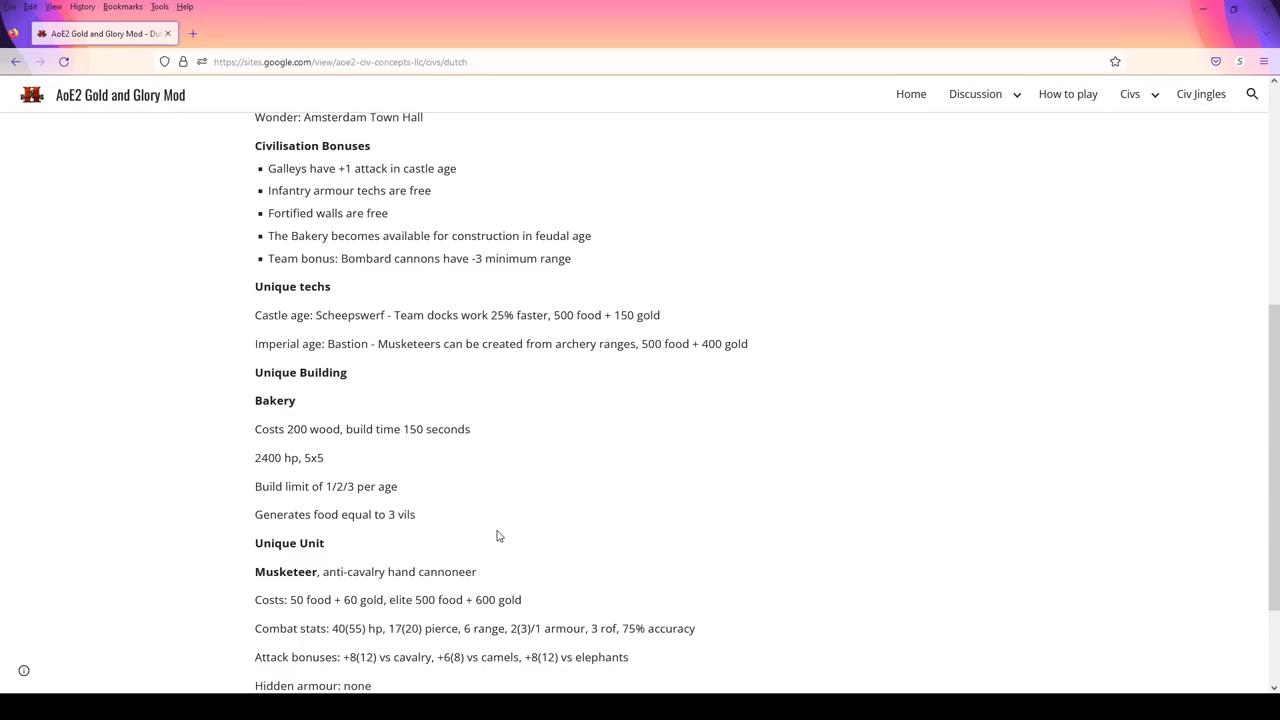 File Edit View History Bookmarks Tools Help
AoE2 Gold and Glory Mod - Du
https://sites.google.com/view/aoe2-civ-concepts-llc/civs/dutch
AoE2 Gold and Glory Mod
Home Discussion How to play Civs Civ Jingles
Wonder: Amsterdam Town Hall
Civilisation Bonuses
Galleys have +1 attack in castle age
Infantry armour techs are free
Fortified walls are free
The Bakery becomes available for construction in feudal age
Team bonus: Bombard cannons have -3 minimum range
Unique techs
Castle age: Scheepswerf - Team docks work 25% faster, 500 food + 150 gold
Imperial age: Bastion - Musketeers can be created from archery ranges, 500 food + 400 gold
Unique Building
Bakery
Costs 200 wood, build time 150 seconds
2400 hp, 5x5
Build limit of 1/2/3 per age
Generates food equal to 3 vils
Unique Unit
Musketeer, anti-cavalry hand cannoneer
Costs: 50 food + 60 gold, elite 500 food + 600 gold
Combat stats: 40(55) hp, 17(20) pierce, 6 range, 2(3)/1 armour, 3 rof, 75% accuracy
Attack bonuses: +8(12) vs cavalry, +6(8) vs camels, +8(12) vs elephants
Hidden armour: none